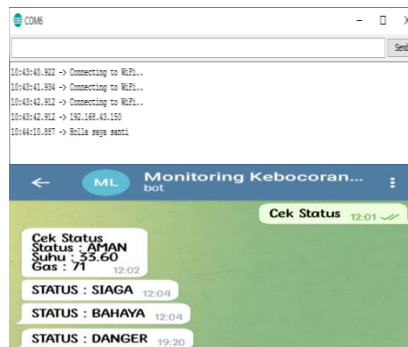 COM6
Send
10:43:40.922 -> Connecting to WiFi..
10:43:41.934 -> Connecting to WiFi..
10:43:42.912 -> Connecting to WiFi..
10:43:42.912 -> 192.168.43.150
10:44:10.887 -> Holla saya santi
ML
Monitoring Kebocoran...
bot
Cek Status 12:01
Cek Status
Status : AMAN
Suhu : 33.60
Gas : 71 12:02
STATUS : SIAGA 12:04
STATUS : BAHAYA 12:04
STATUS : DANGER 19:20